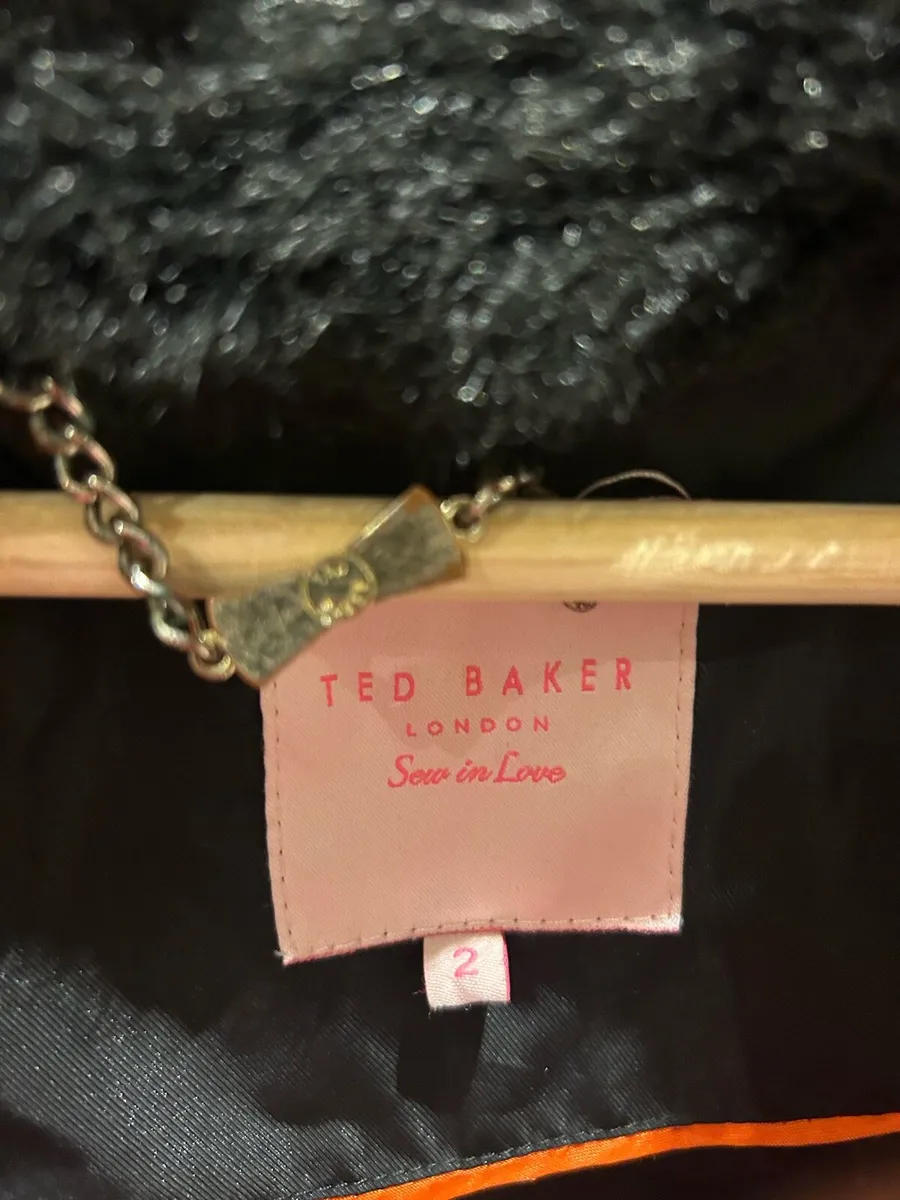 TED BAKER
LONDON
Sew in Love
2